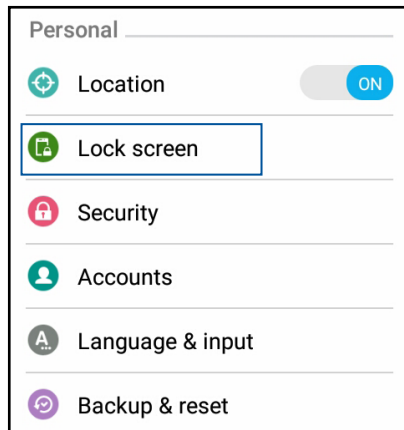 Personal
Location ON
Lock screen
Security
Accounts
Language & input
Backup & reset